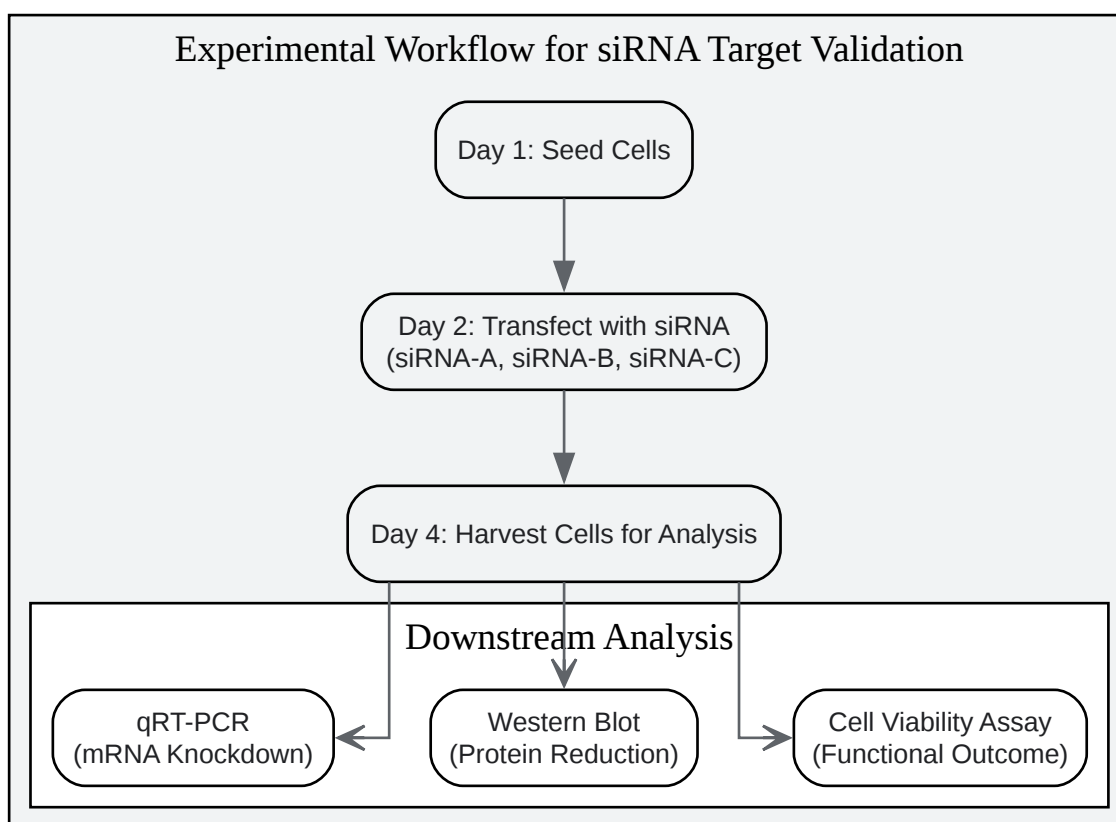 Experimental Workflow for siRNA Target Validation
Day 1: Seed Cells
Day 2: Transfect with siRNA
(siRNA-A, siRNA-B, siRNA-C)
Day 4: Harvest Cells for Analysis
Downstream Analysis
qRT-PCR
(mRNA Knockdown)
Western Blot
(Protein Reduction)
Cell Viability Assay
(Functional Outcome)